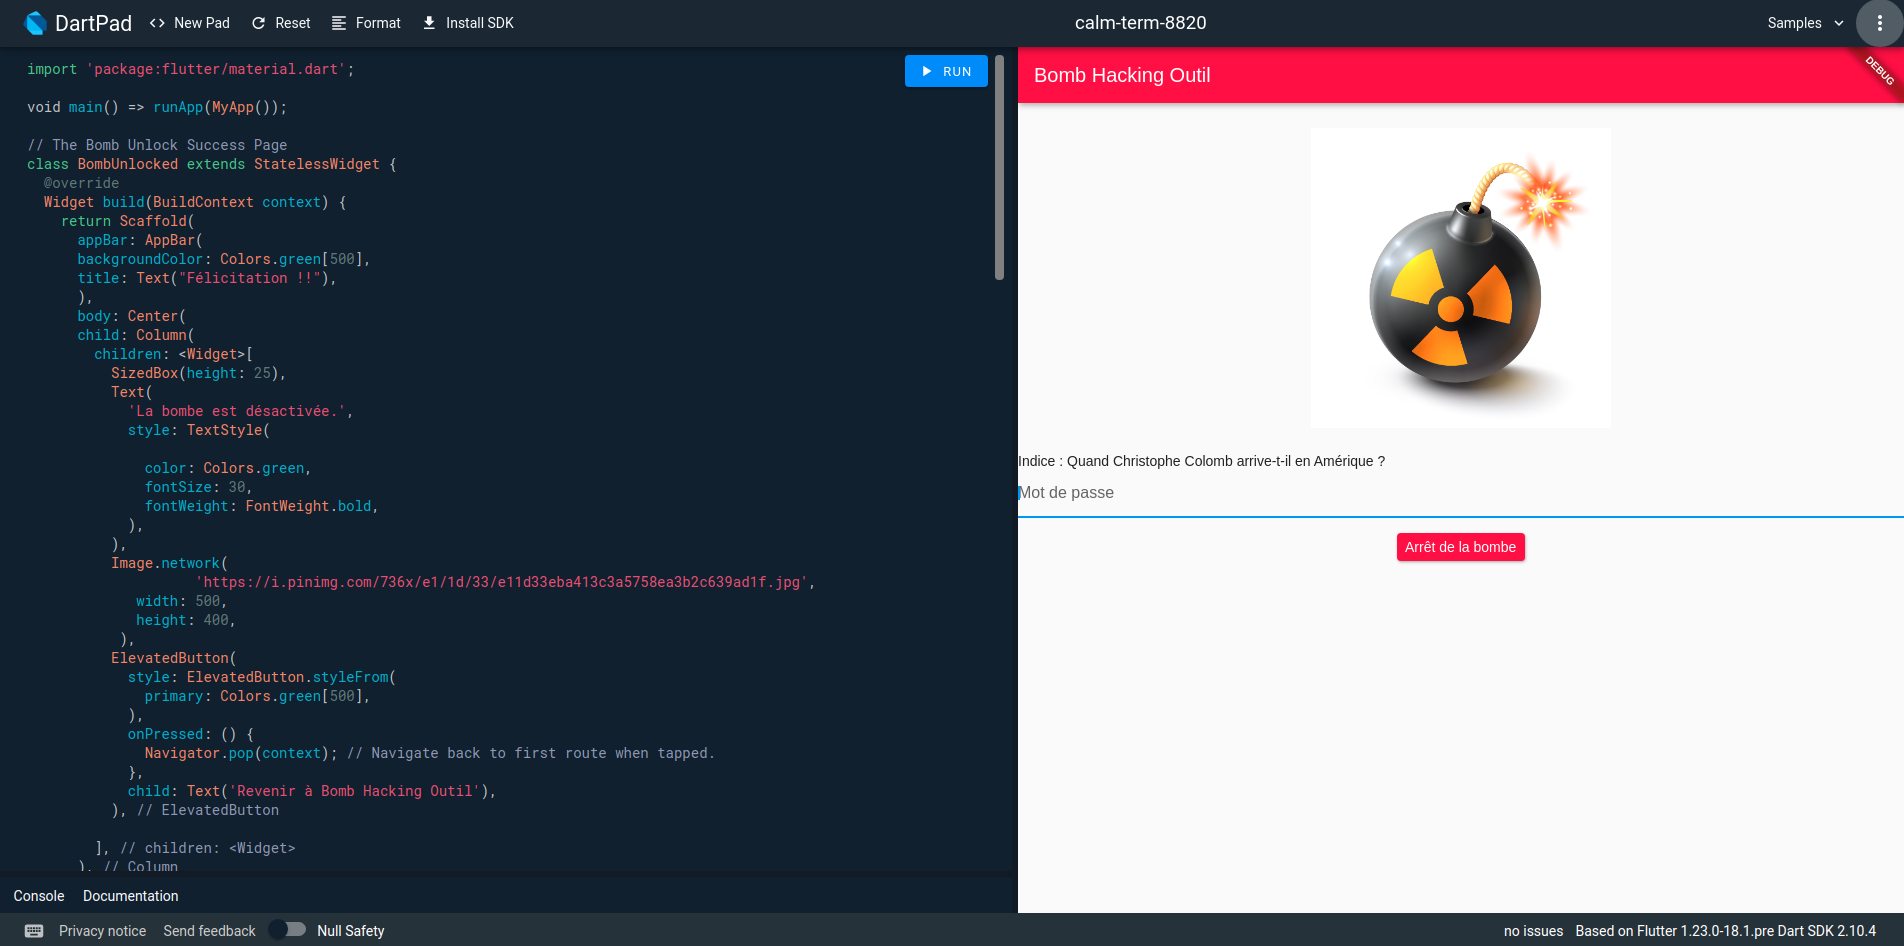 DartPad
<> New Pad
Reset
Format
Install SDK
calm-term-8820
Samples
import 'package:flutter/material.dart';
RUN
void main() => runApp(MyApp());
// The Bomb Unlock Success Page
class BombUnlocked extends StatelessWidget {
@override
Widget build(BuildContext context) {
return Scaffold(
appBar: AppBar(
backgroundColor: Colors.green[500],
title: Text("Félicitation !!"),
),
body: Center(
child: Column(
children: <Widget>[
SizedBox(height: 25),
Text(
'La bombe est désactivée.',
style: TextStyle(
color: Colors.green,
fontSize: 30,
fontWeight: FontWeight.bold,
),
),
Image.network(
'https://i.pinimg.com/736x/e1/1d/33/e11d33eba413c3a5758ea3b2c639ad1f.jpg',
width: 500,
height: 400,
),
ElevatedButton(
style: ElevatedButton.styleFrom(
primary: Colors.green[500],
),
onPressed: () {
Navigator.pop(context); // Navigate back to first route when tapped.
},
child: Text('Revenir à Bomb Hacking Outil'),
), // ElevatedButton
], // children: <Widget>
), // Column
Bomb Hacking Outil
DEBUG
Indice : Quand Christophe Colomb arrive-t-il en Amérique ?
Mot de passe
Arrêt de la bombe
Console
Documentation
Privacy notice
Send feedback
Null Safety
no issues
Based on Flutter 1.23.0-18.1.pre Dart SDK 2.10.4